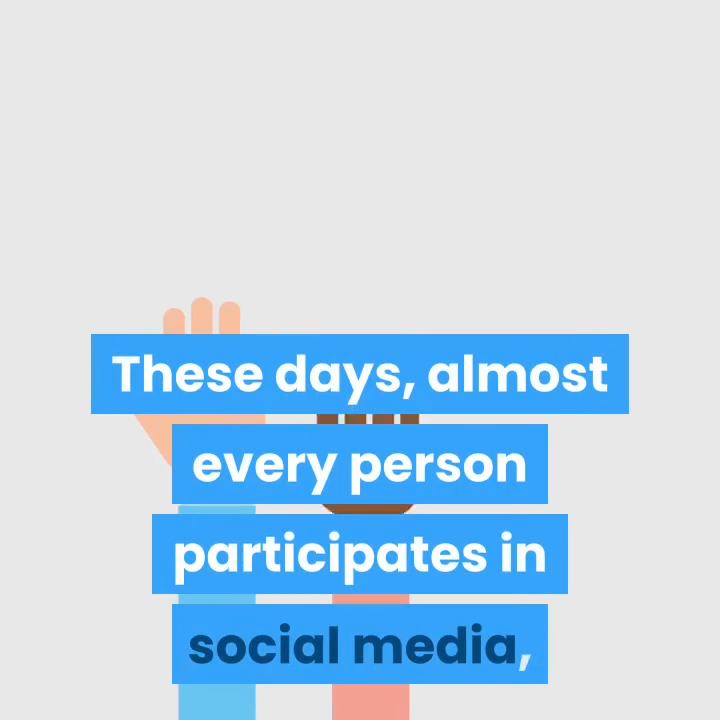 These days, almost
every person
participates in
social media,